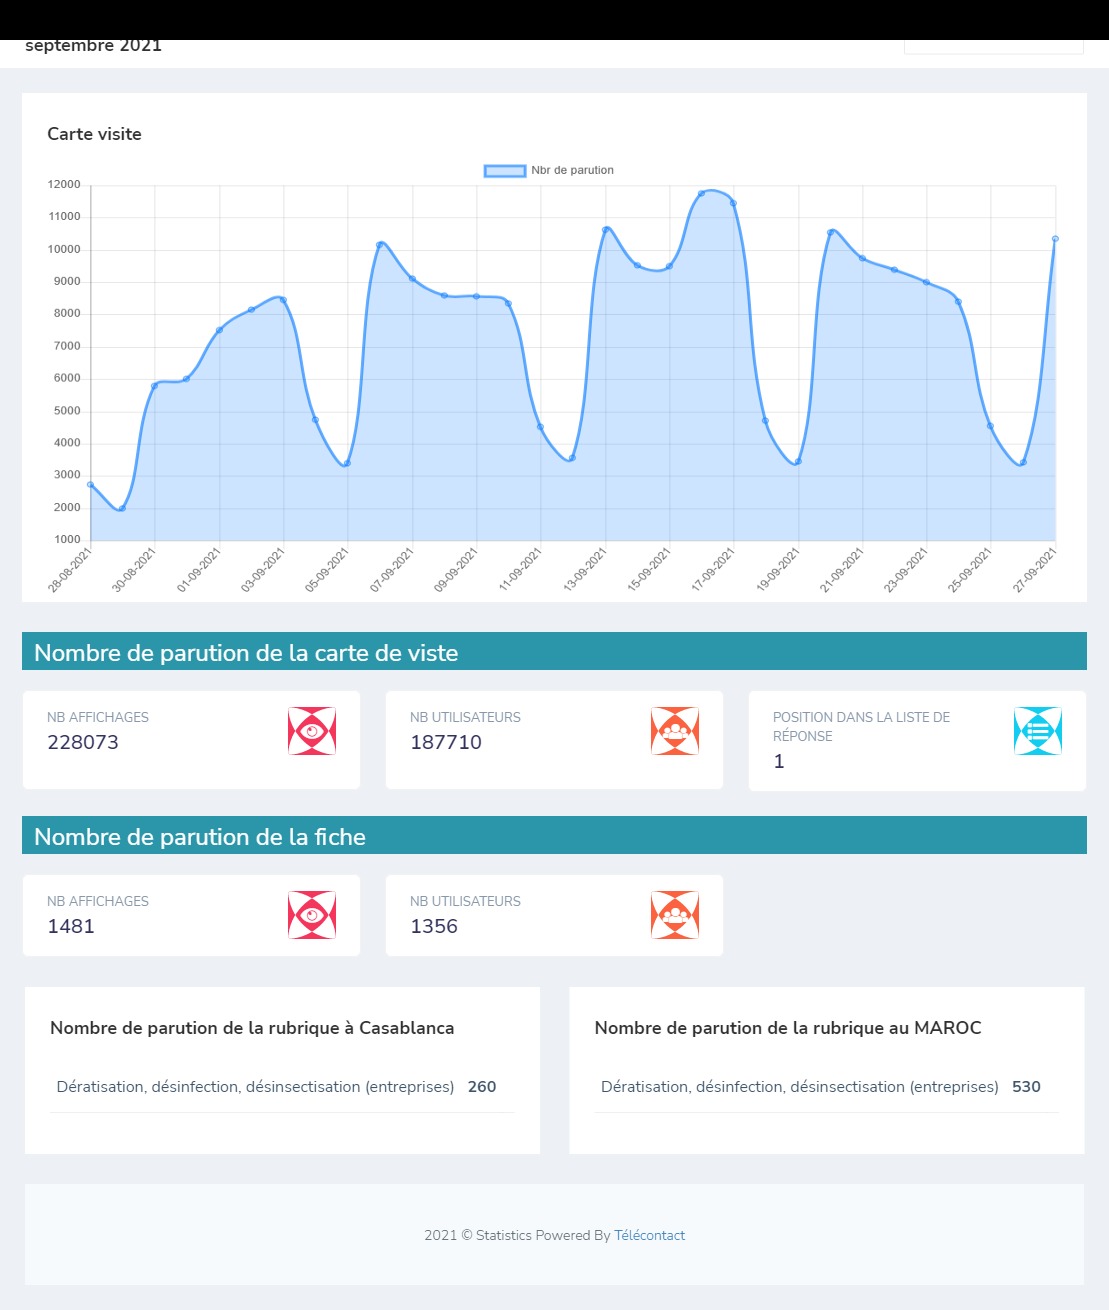 septembre 2021
Carte visite
Nbr de parution
12000
11000
10000
9000
8000
7000
6000
5000
4000
3000
2000
1000
28-08-2021
30-08-2021
01-09-2021
03-09-2021
05-09-2021
07-09-2021
09-09-2021
11-09-2021
13-09-2021
15-09-2021
17-09-2021
19-09-2021
21-09-2021
23-09-2021
25-09-2021
27-09-2021
Nombre de parution de la carte de viste
NB AFFICHAGES
228073
NB UTILISATEURS
187710
POSITION DANS LA LISTE DE
RÉPONSE
1
Nombre de parution de la fiche
NB AFFICHAGES
1481
NB UTILISATEURS
1356
Nombre de parution de la rubrique à Casablanca
Dératisation, désinfection, désinsectisation (entreprises) 260
Nombre de parution de la rubrique au MAROC
Dératisation, désinfection, désinsectisation (entreprises) 530
2021 © Statistics Powered By Télécontact